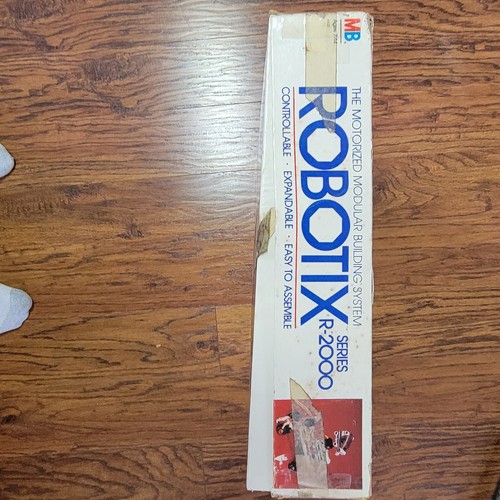 MB
THE MOTORIZED MODULAR BUILDING SYSTEM
ROBOTIX
SERIES
R-2000
CONTROLLABLE · EXPANDABLE · EASY TO ASSEMBLE